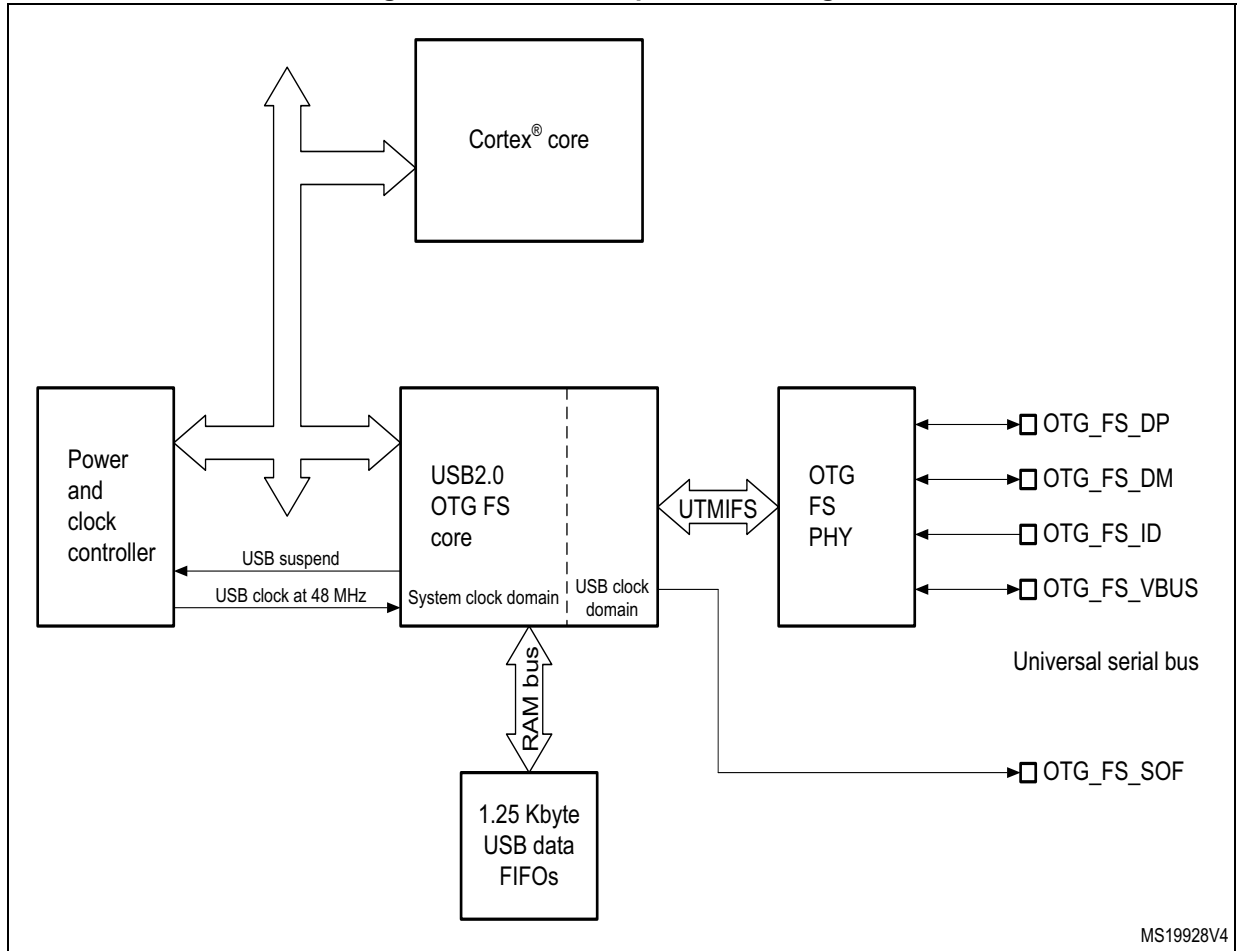 Cortex® core
Power
and
clock
controller
USB2.0
OTG FS
core
UTMIFS
OTG
FS
PHY
OTG_FS_DP
OTG_FS_DM
OTG_FS_ID
OTG_FS_VBUS
USB suspend
USB clock at 48 MHz
System clock domain
USB clock
domain
Universal serial bus
RAM bus
OTG_FS_SOF
1.25 Kbyte
USB data
FIFOs
MS19928V4